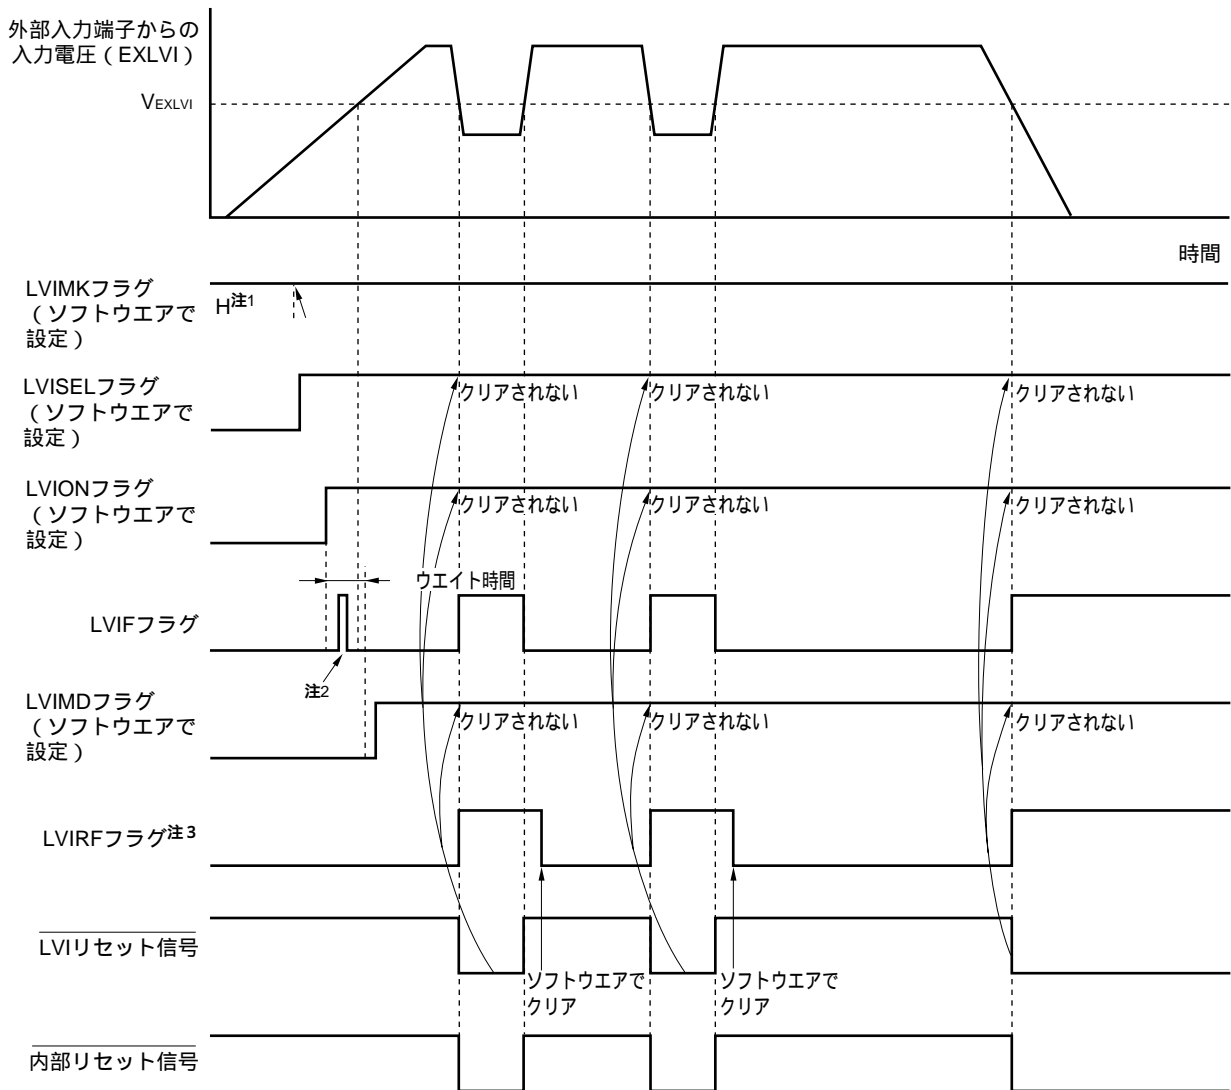 外部入力端子からの
入力電圧（EXLVI）
VEXLVI
時間
LVIMKフラグ
（ソフトウエアで
設定）
H注1
LVISELフラグ
（ソフトウエアで
設定）
クリアされない
クリアされない
クリアされない
LVIONフラグ
（ソフトウエアで
設定）
クリアされない
クリアされない
クリアされない
ウエイト時間
LVIFフラグ
注2
LVIMDフラグ
（ソフトウエアで
設定）
クリアされない
クリアされない
クリアされない
LVIRFフラグ注3
LVIリセット信号
ソフトウエアで
クリア
ソフトウエアで
クリア
内部リセット信号